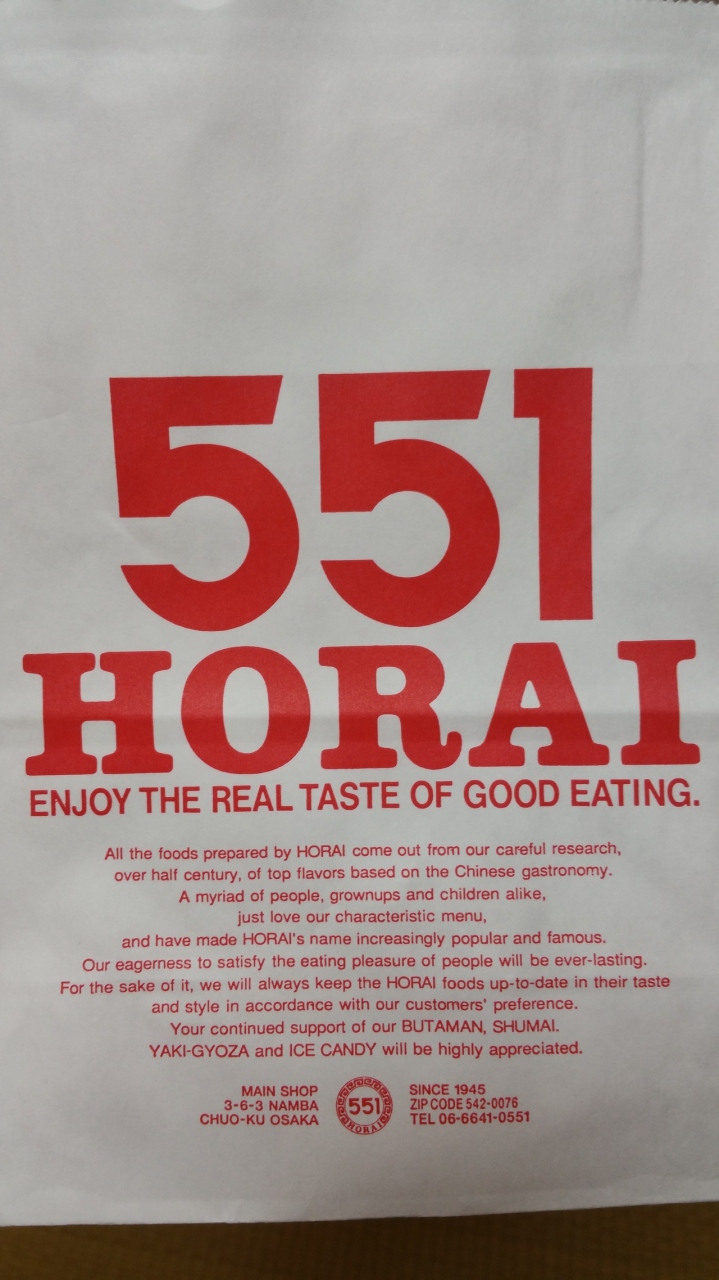 551
HORAI
ENJOY THE REAL TASTE OF GOOD EATING.
All the foods prepared by HORAI come out from our careful research,
over half century, of top flavors based on the Chinese gastronomy.
A myriad of people, grownups and children alike,
just love our characteristic menu,
and have made HORAI's name increasingly popular and famous.
Our eagerness to satisfy the eating pleasure of people will be ever-lasting.
For the sake of it, we will always keep the HORAI foods up-to-date in their taste
and style in accordance with our customers' preference.
Your continued support of our BUTAMAN, SHUMAI.
YAKI-GYOZA and ICE CANDY will be highly appreciated.
MAIN SHOP
3-6-3 NAMBA
CHUO-KU OSAKA
551
HORAI
SINCE 1945
ZIP CODE 542-0076
TEL 06-6641-0551